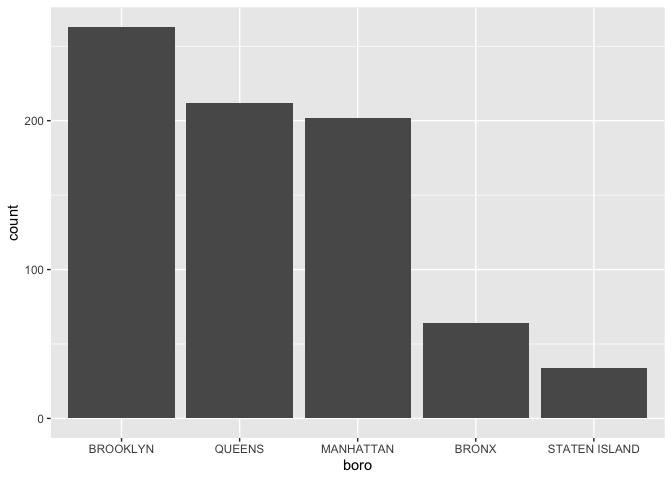 count
200
100
0
BROOKLYN QUEENS MANHATTAN BRONX STATEN ISLAND
boro